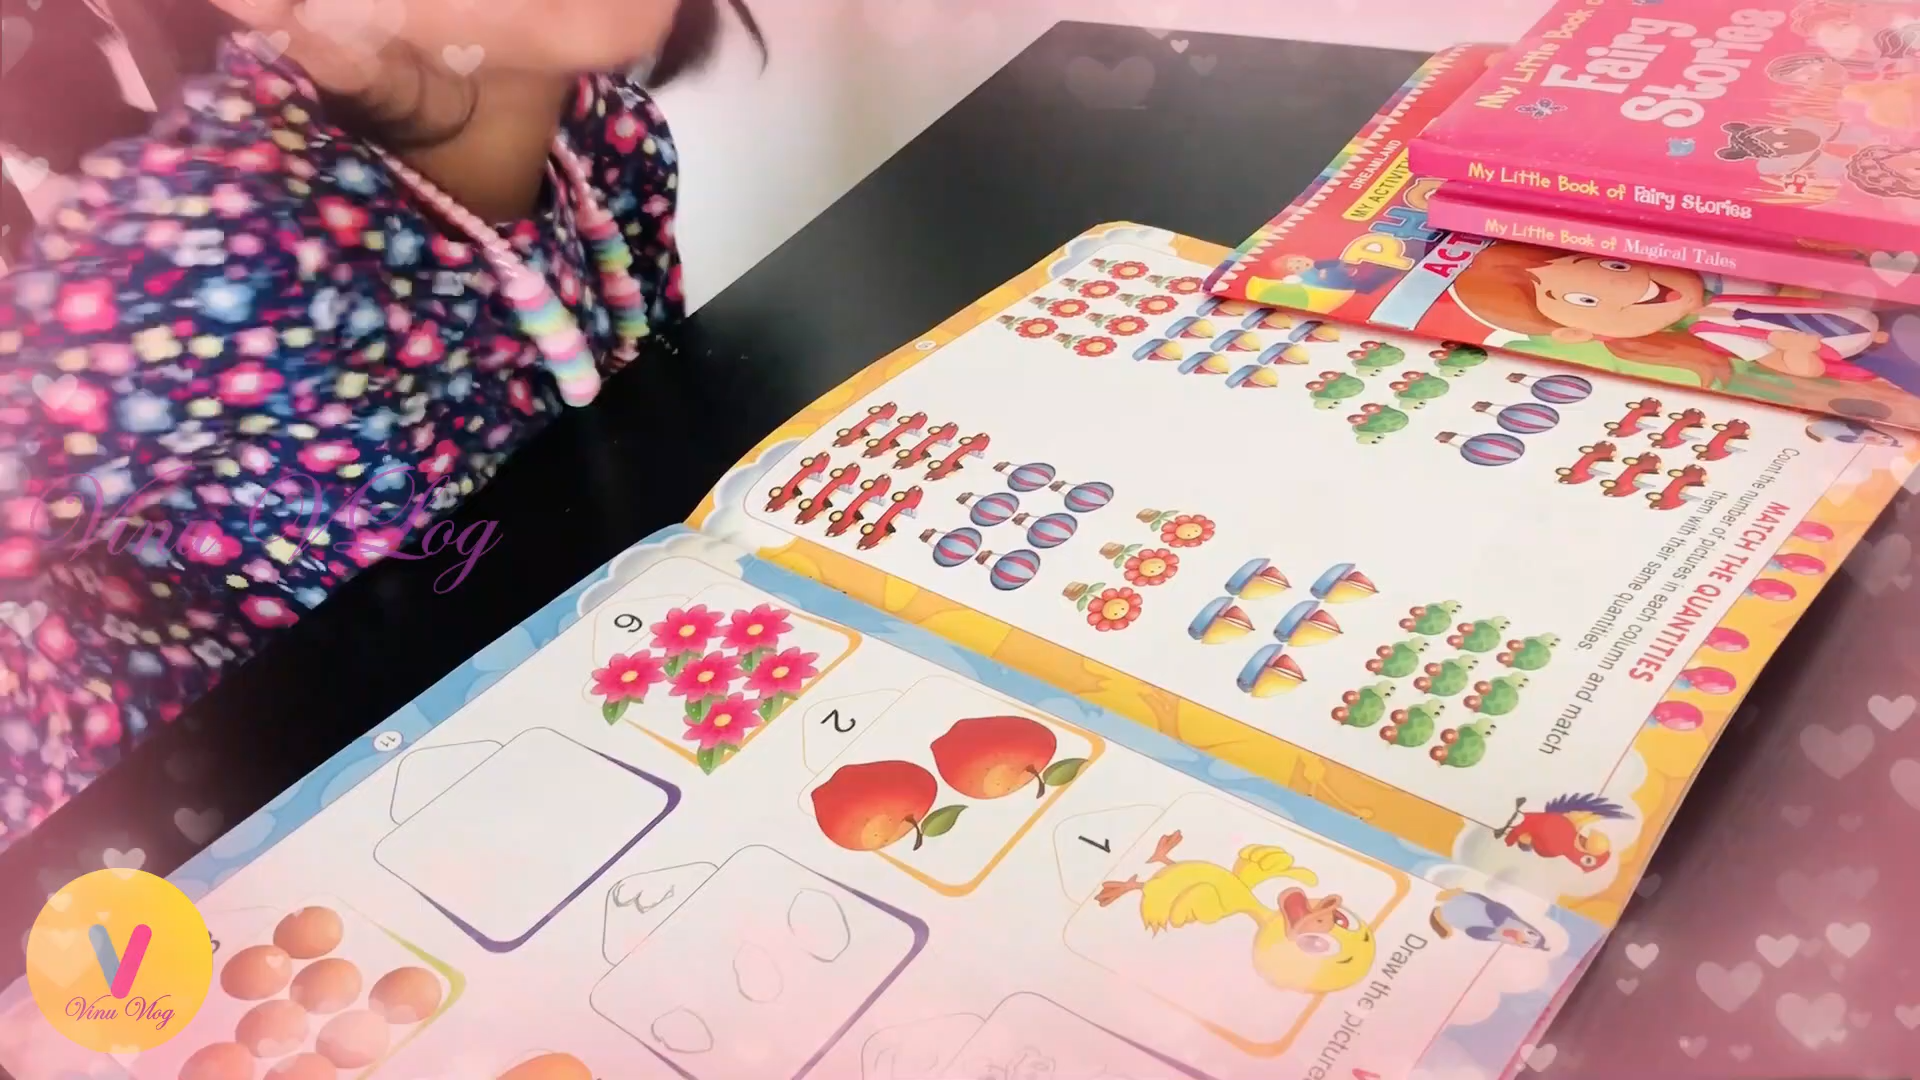 My Little Book of
Fairy
Stories
My Little Book of Fairy Stories
My Little Book of Magical Tales
DREAMLAND
MY ACTIVITY
MATCH THE QUANTITIES
Count the number of pictures in each column and match
them with their same quantities.
10
Vinu VLog
6
2
1
11
Draw the
Vinu Vlog